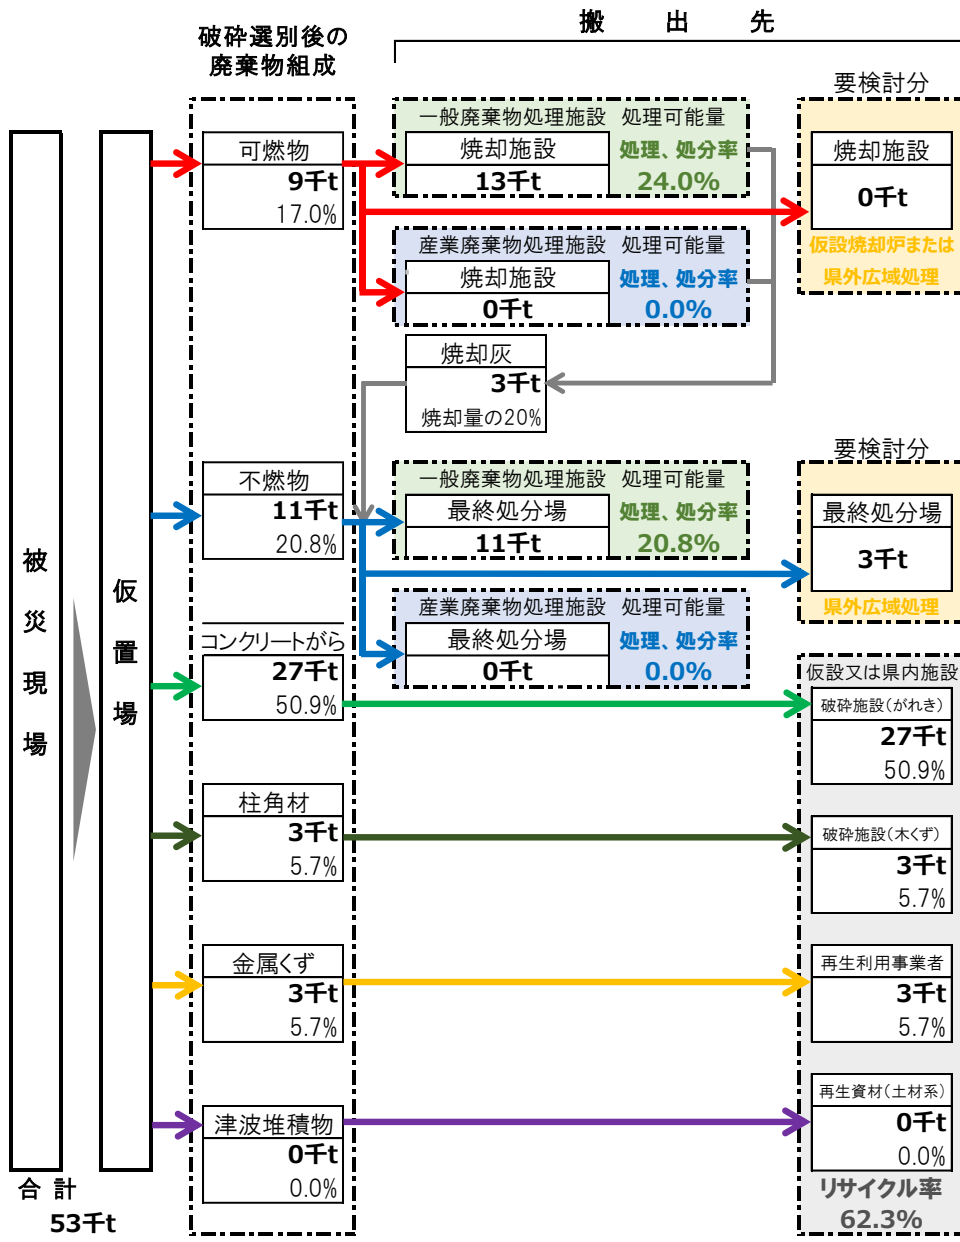 搬出先
破砕選別後の
廃棄物組成
要検討分
一般廃棄物処理施設 処理可能量
可燃物
9千t
17.0%
焼却施設
13千t
処理、処分率
24.0%
焼却施設
0千t
仮設焼却炉または
県外広域処理
産業廃棄物処理施設 処理可能量
焼却施設
0千t
処理、処分率
0.0%
焼却灰
3千t
焼却量の20%
要検討分
不燃物
11千t
20.8%
一般廃棄物処理施設 処理可能量
最終処分場
11千t
処理、処分率
20.8%
最終処分場
3千t
県外広域処理
被災現場
仮置場
産業廃棄物処理施設 処理可能量
最終処分場
0千t
処理、処分率
0.0%
コンクリートがら
27千t
50.9%
仮設又は県内施設
破砕施設(がれき)
27千t
50.9%
柱角材
3千t
5.7%
破砕施設(木くず)
3千t
5.7%
金属くず
3千t
5.7%
再生利用事業者
3千t
5.7%
津波堆積物
0千t
0.0%
再生資材(土材系)
0千t
0.0%
合計
53千t
リサイクル率
62.3%